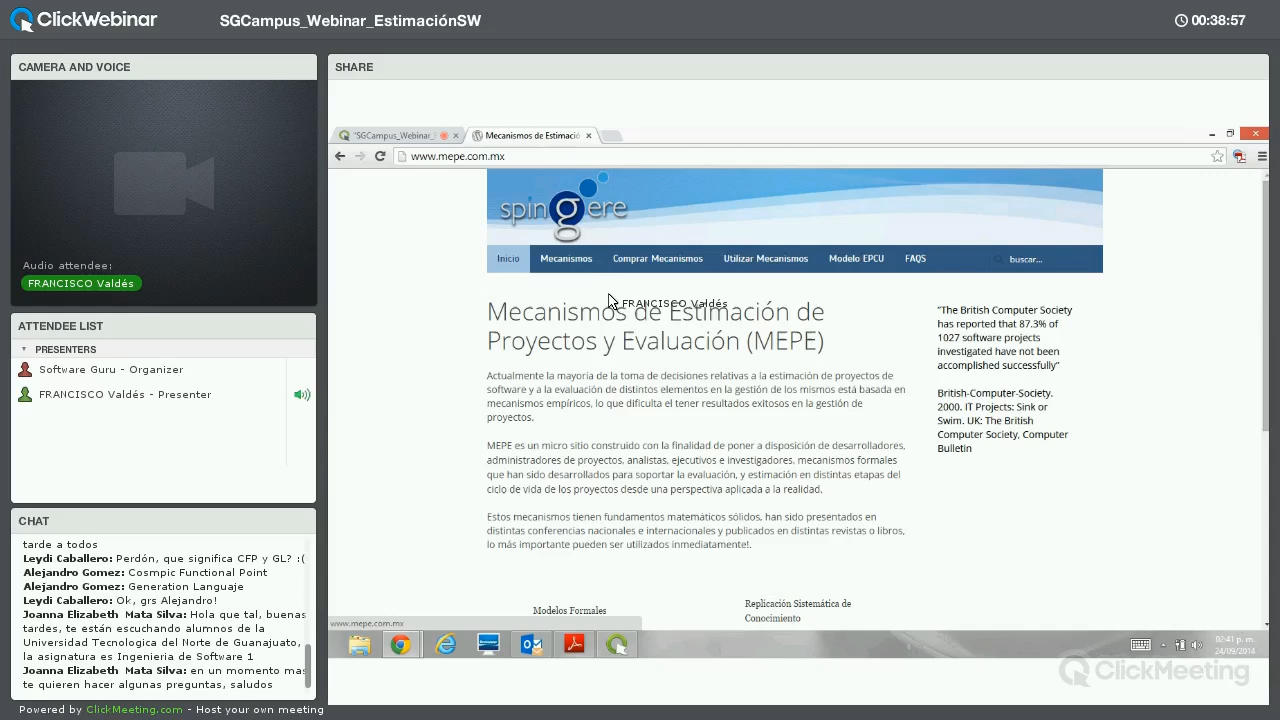 ClickWebinar
SGCampus_Webinar_EstimaciónSW
00:38:57
CAMERA AND VOICE
Audio attendee:
FRANCISCO Valdés
ATTENDEE LIST
PRESENTERS
Software Guru - Organizer
FRANCISCO Valdés - Presenter
CHAT
tarde a todos
Leydi Caballero: Perdón, que significa CFP y GL? :(
Alejandro Gomez: Cosmpic Functional Point
Alejandro Gomez: Generation Languaje
Leydi Caballero: Ok, grs Alejandro!
Joanna Elizabeth Mata Silva: Hola que tal, buenas
tardes, te están escuchando alumnos de la
Universidad Tecnologica del Norte de Guanajuato,
la asignatura es Ingenieria de Software 1
Joanna Elizabeth Mata Silva: en un momento mas
te quieren hacer algunas preguntas, saludos
Powered by ClickMeeting.com - Host your own meeting
SHARE
"SGCampus_Webinar_E
Mecanismos de Estimació
www.mepe.com.mx
spingere
Inicio
Mecanismos
Comprar Mecanismos
Utilizar Mecanismos
Modelo EPCU
FAQS
buscar...
FRANCISCO Valdés
Mecanismos de Estimación de
Proyectos y Evaluación (MEPE)
Actualmente la mayoría de la toma de decisiones relativas a la estimación de proyectos de
software y a la evaluación de distintos elementos en la gestión de los mismos está basada en
mecanismos empíricos, lo que dificulta el tener resultados exitosos en la gestión de
proyectos.
MEPE es un micro sitio construido con la finalidad de poner a disposición de desarrolladores,
administradores de proyectos, analistas, ejecutivos e investigadores, mecanismos formales
que han sido desarrollados para soportar la evaluación, y estimación en distintas etapas del
ciclo de vida de los proyectos desde una perspectiva aplicada a la realidad.
Estos mecanismos tienen fundamentos matemáticos sólidos, han sido presentados en
distintas conferencias nacionales e internacionales y publicados en distintas revistas o libros,
lo más importante pueden ser utilizados inmediatamente!.
"The British Computer Society
has reported that 87.3% of
1027 software projects
investigated have not been
accomplished successfully"
British-Computer-Society.
2000. IT Projects: Sink or
Swim. UK: The British
Computer Society, Computer
Bulletin
Modelos Formales
Replicación Sistemática de
Conocimiento
www.mepe.com.mx
02:41 p. m.
24/09/2014
ClickMeeting